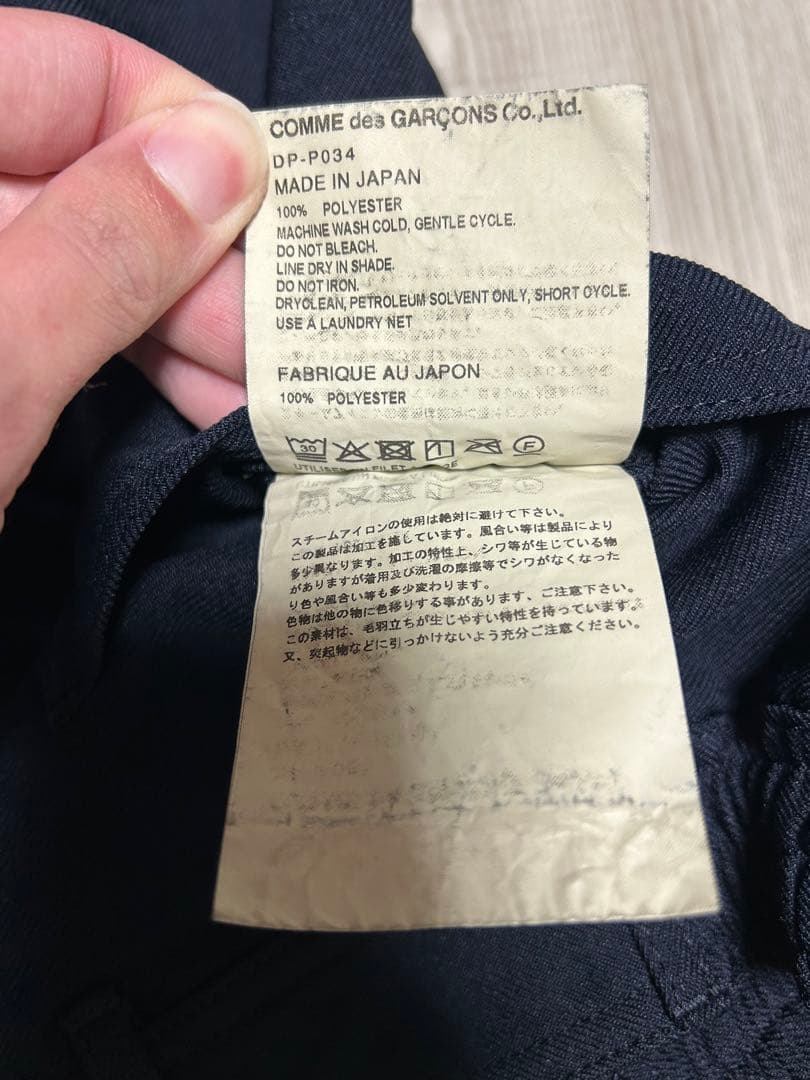 COMME des GARÇONS Co.,Ltd.
DP-P034
MADE IN JAPAN
100% POLYESTER
MACHINE WASH COLD, GENTLE CYCLE.
DO NOT BLEACH.
LINE DRY IN SHADE.
DO NOT IRON.
DRYCLEAN, PETROLEUM SOLVENT ONLY, SHORT CYCLE.
USE A LAUNDRY NET
FABRIQUE AU JAPON
100% POLYESTER
30 F
UTILISER UN FILET
スチームアイロンの使用は絶対に避けて下さい。
この製品は加工を施しています。風合い等は製品により
多少異なります。加工の特性上、シワ等が生じている物
がありますが着用及び洗濯の摩擦等でシワがなくなった
り色や風合い等も多少変わります。
色物は他の物に色移りする事があります、ご注意下さい。
この素材は、毛羽立ちが生じやすい特性を持っています。
又、突起物などに引っかけないよう充分ご注意ください。